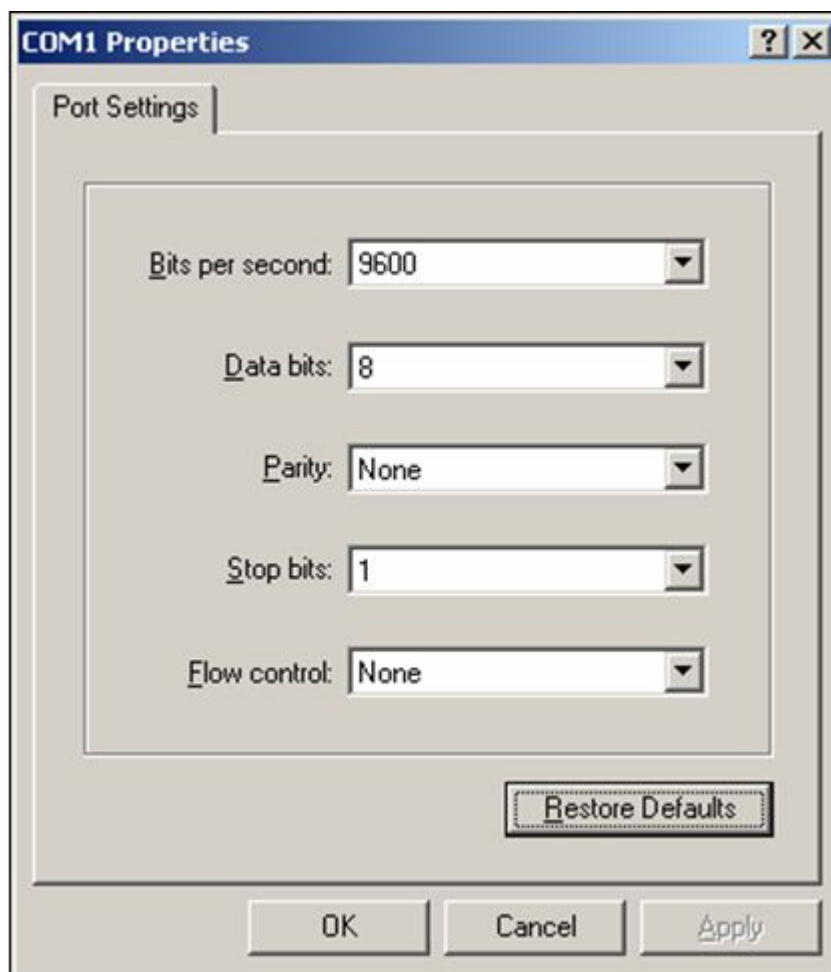 COM1 Properties
Port Settings
Bits per second: 9600
Data bits: 8
Parity: None
Stop bits: 1
Flow control: None
Restore Defaults
OK Cancel Apply